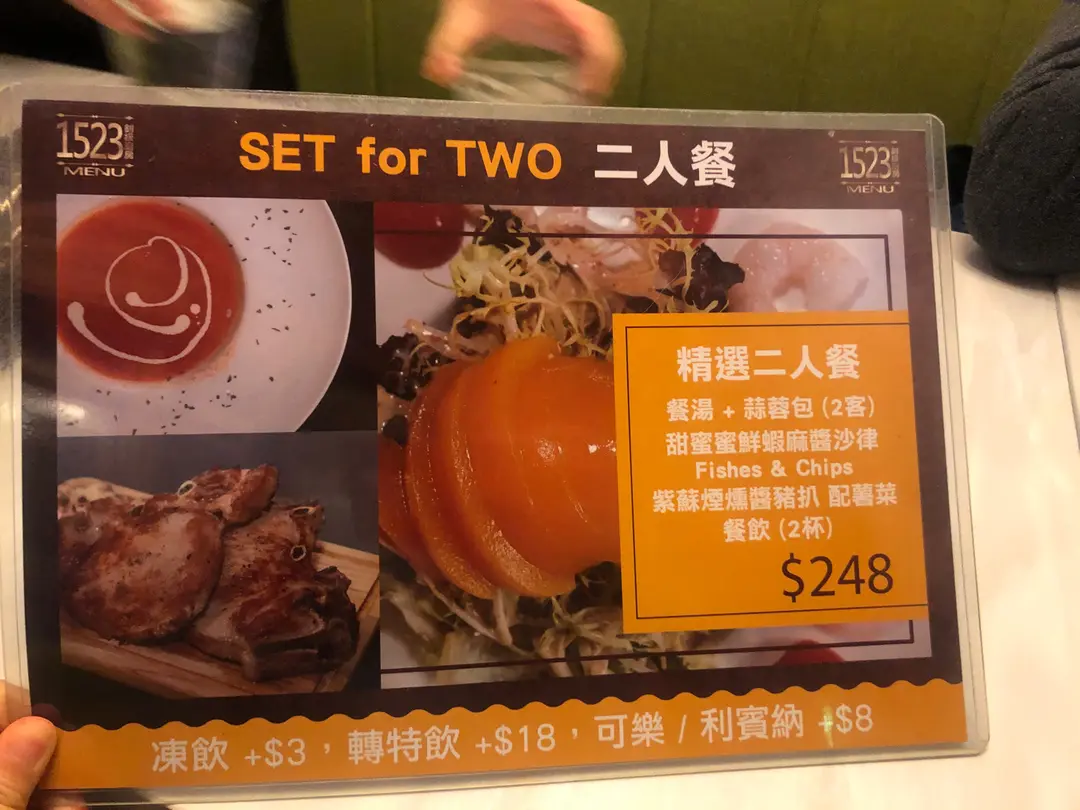 1523
MENU
SET for TWO 二人餐
1523
MENU
精選二人餐
餐湯 + 蒜蓉包 (2客)
甜蜜蜜鮮蝦麻醬沙律
Fishes & Chips
紫蘇煙燻醬豬扒 配薯菜
餐飲 (2杯)
$248
凍飲 +$3，轉特飲 +$18，可樂 / 利賓納 +$8